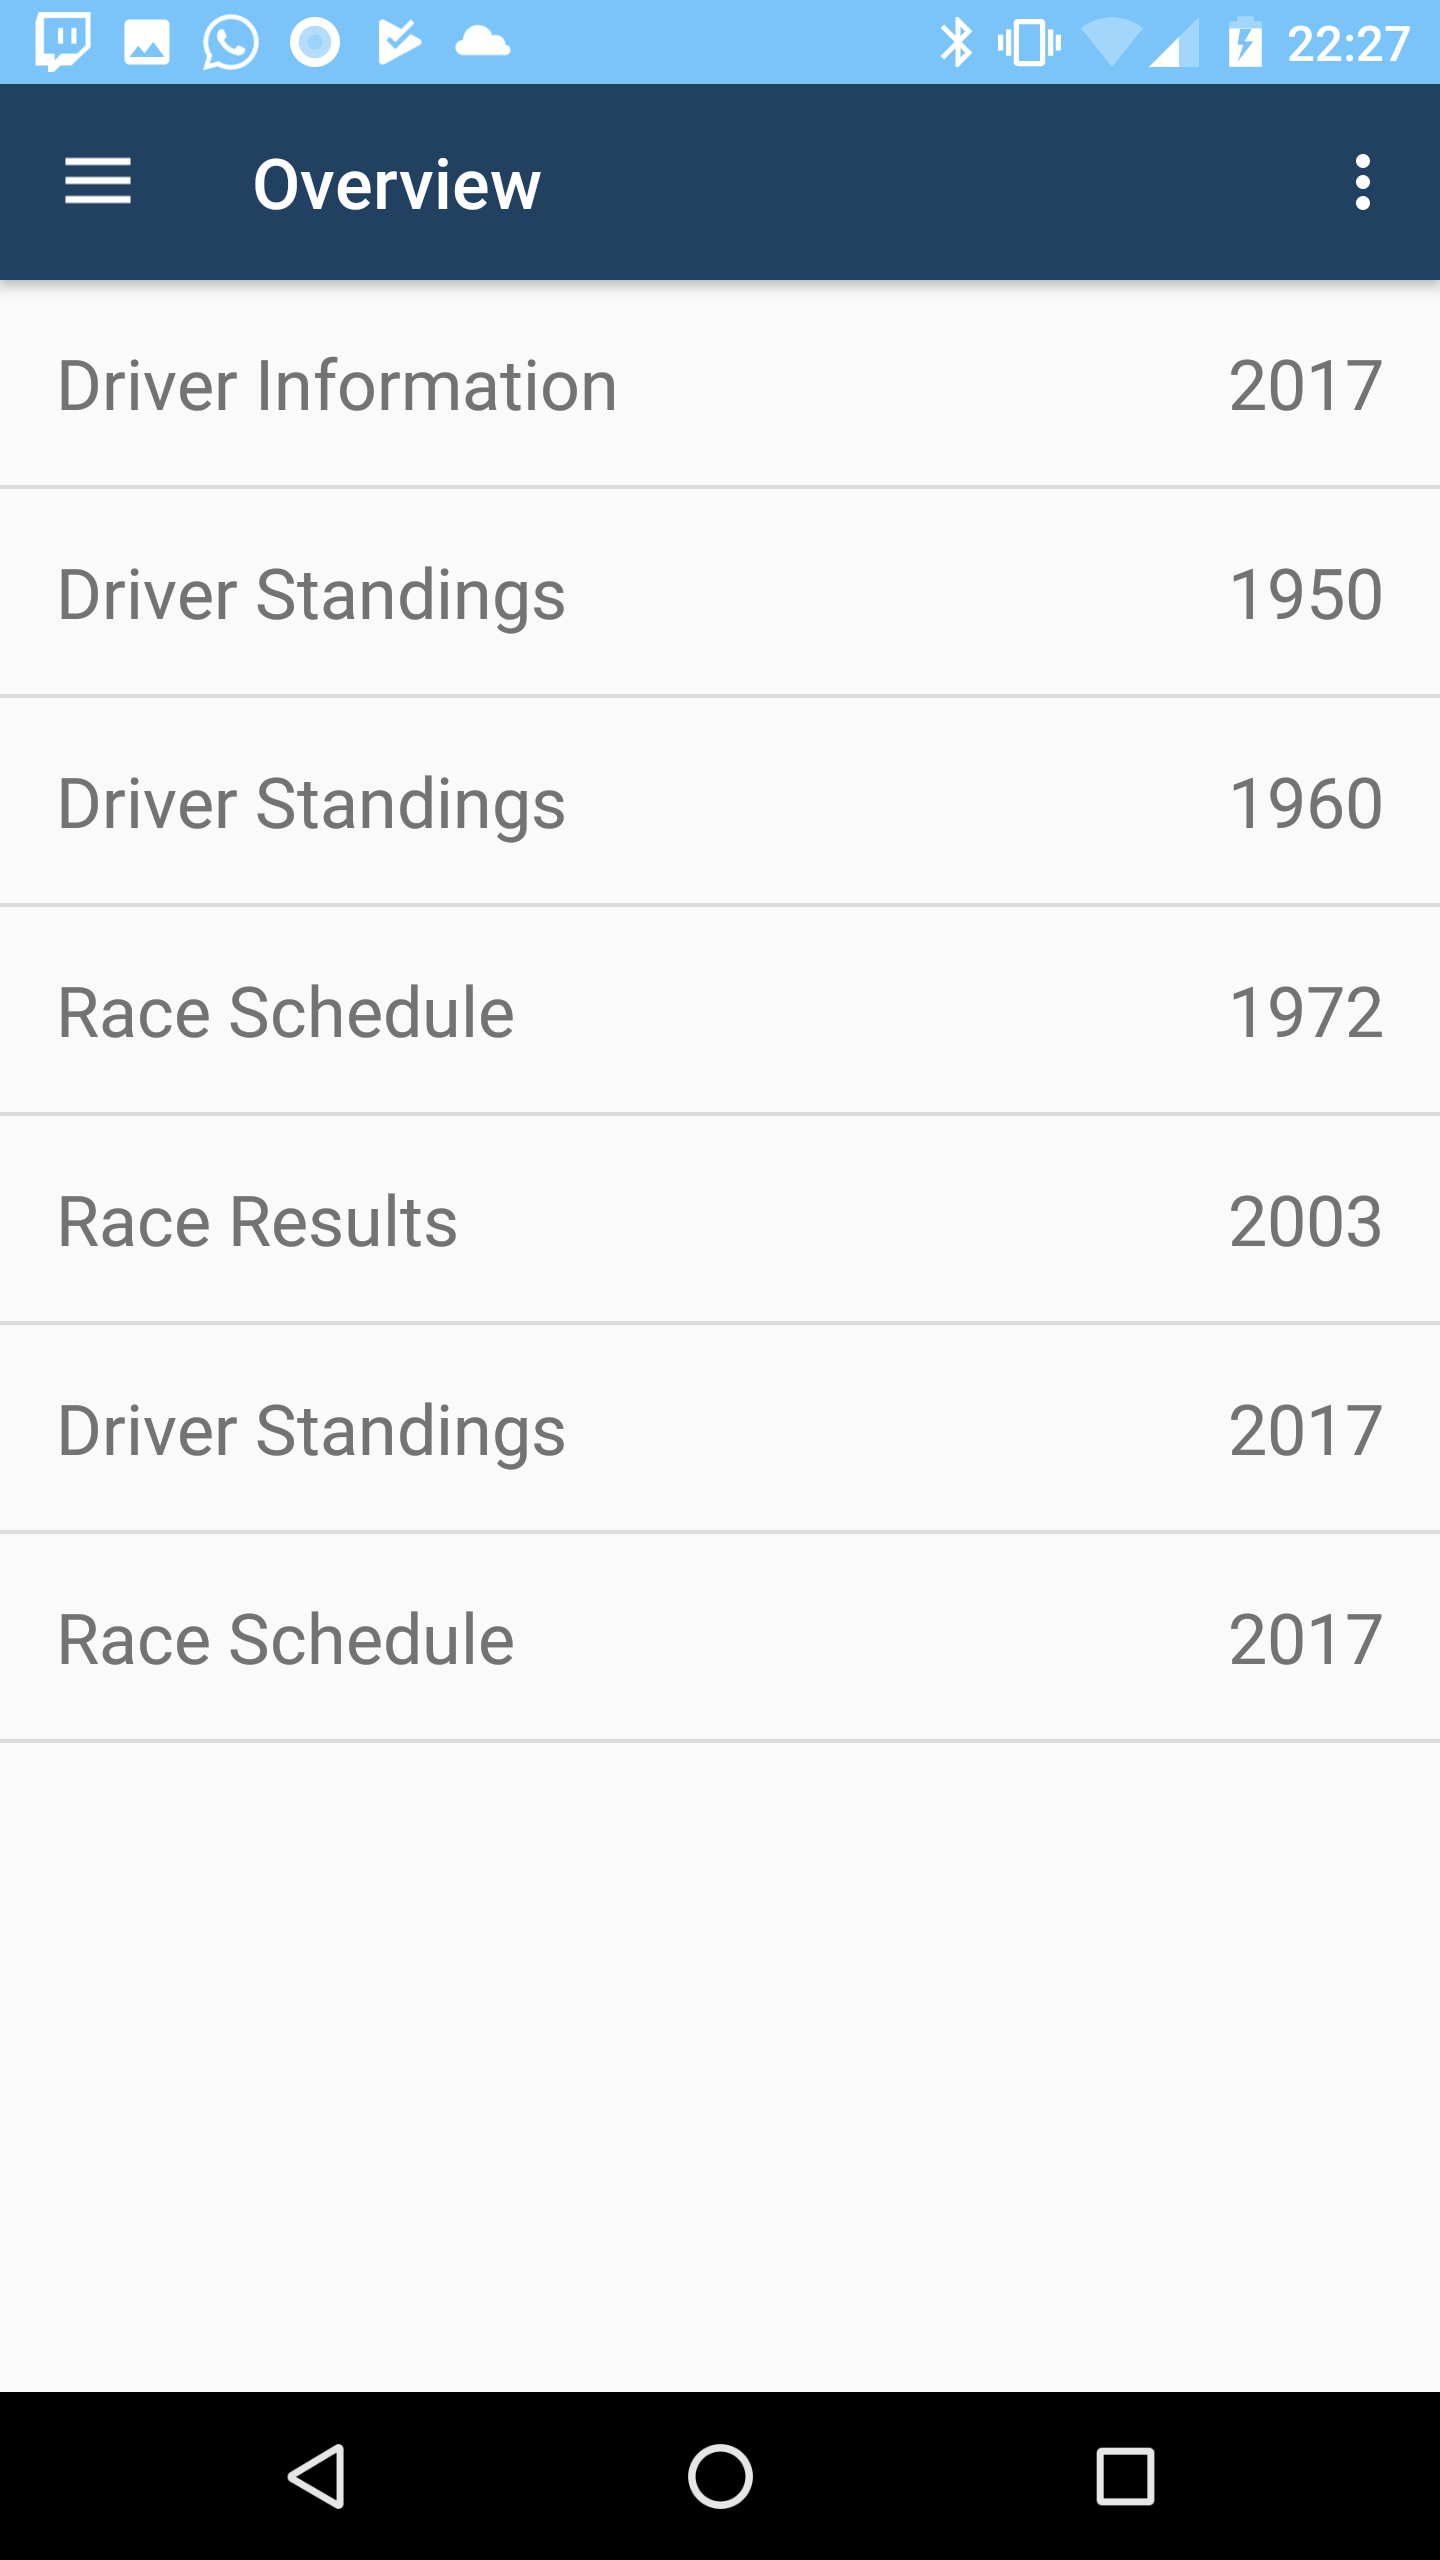 22:27
Overview
Driver Information 2017
Driver Standings 1950
Driver Standings 1960
Race Schedule 1972
Race Results 2003
Driver Standings 2017
Race Schedule 2017